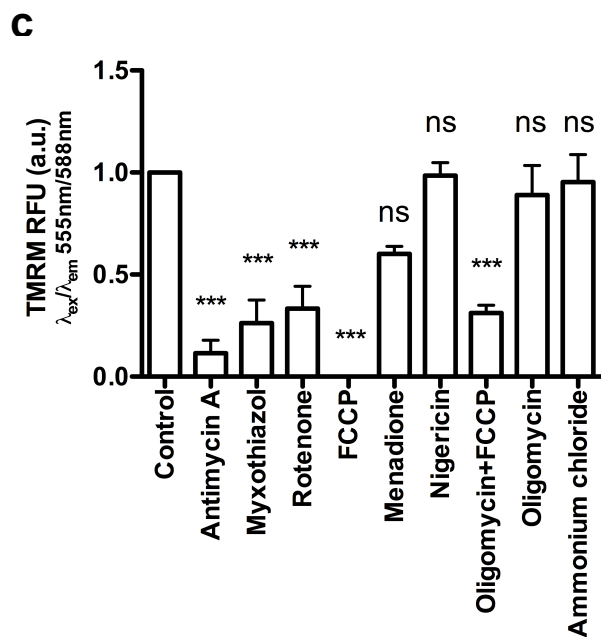 c
TMRM RFU (a.u.)
λex/λem 555nm/588nm
1.5
1.0
0.5
0.0
***
***
***
***
ns
ns
***
ns
ns
Control
Antimycin A
Myxothiazol
Rotenone
FCCP
Menadione
Nigericin
Oligomycin+FCCP
Oligomycin
Ammonium chloride